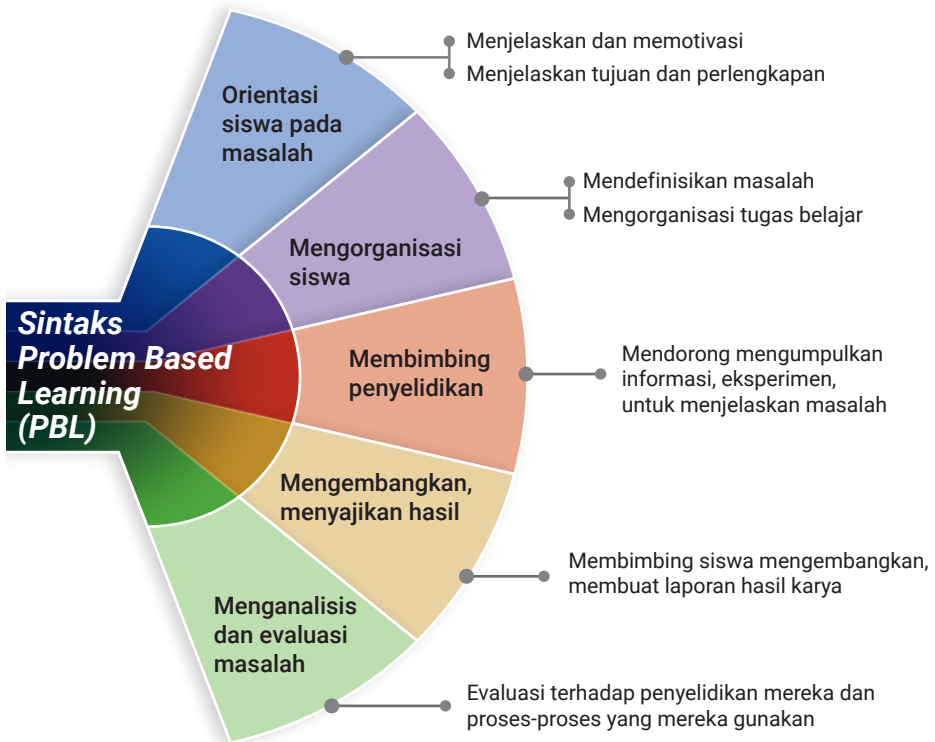 Sintaks
Problem Based
Learning
(PBL)
Orientasi
siswa pada
masalah
Menjelaskan dan memotivasi
Menjelaskan tujuan dan perlengkapan
Mengorganisasi
siswa
Mendefinisikan masalah
Mengorganisasi tugas belajar
Membimbing
penyelidikan
Mendorong mengumpulkan
informasi, eksperimen,
untuk menjelaskan masalah
Mengembangkan,
menyajikan hasil
Membimbing siswa mengembangkan,
membuat laporan hasil karya
Menganalisis
dan evaluasi
masalah
Evaluasi terhadap penyelidikan mereka dan
proses-proses yang mereka gunakan